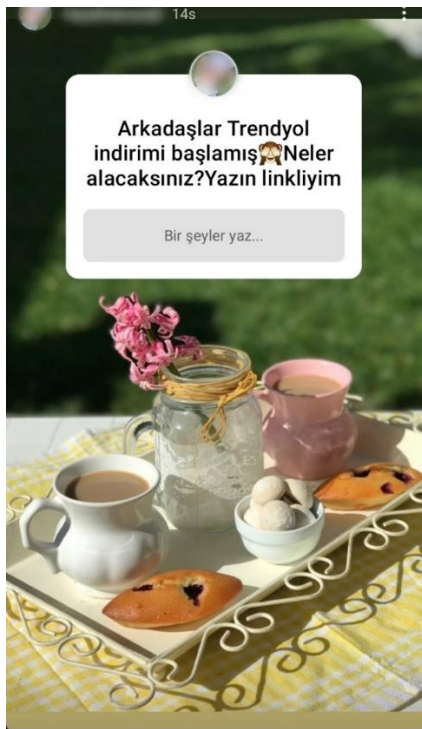 14s
Arkadaşlar Trendyol
indirimi başlamış🙈Neler
alacaksınız?Yazın linkliyim
Bir şeyler yaz...